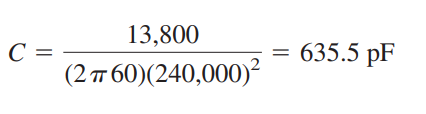 C = 13,800 / (2π60)(240,000)² = 635.5 pF